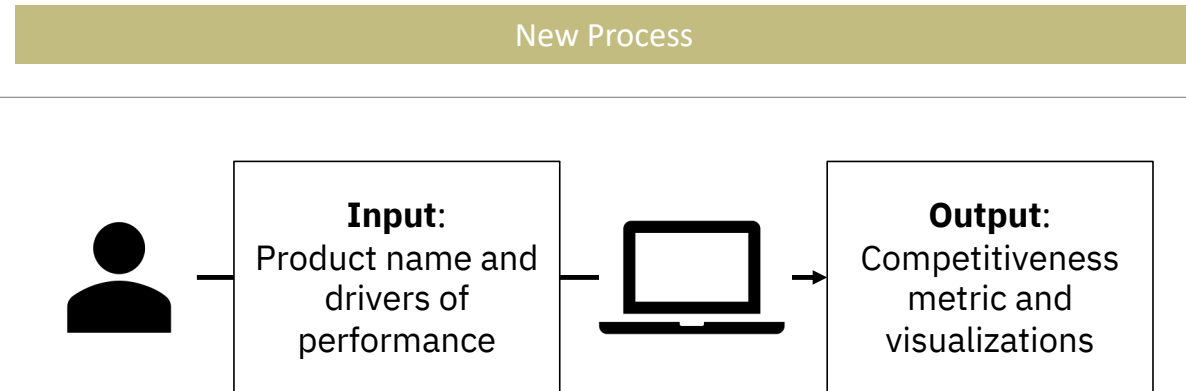 New Process
Input:
Product name and
drivers of
performance
Output:
Competitiveness
metric and
visualizations